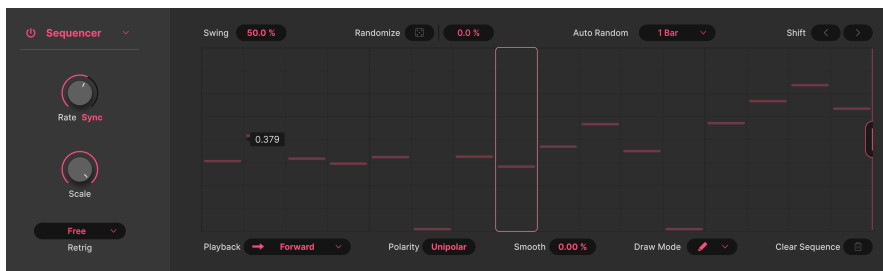 Sequencer
Swing 50.0 % Randomize 0.0 % Auto Random 1 Bar Shift
Rate Sync
0.379
Scale
Free
Retrig
Playback Forward Polarity Unipolar Smooth 0.00 % Draw Mode Clear Sequence